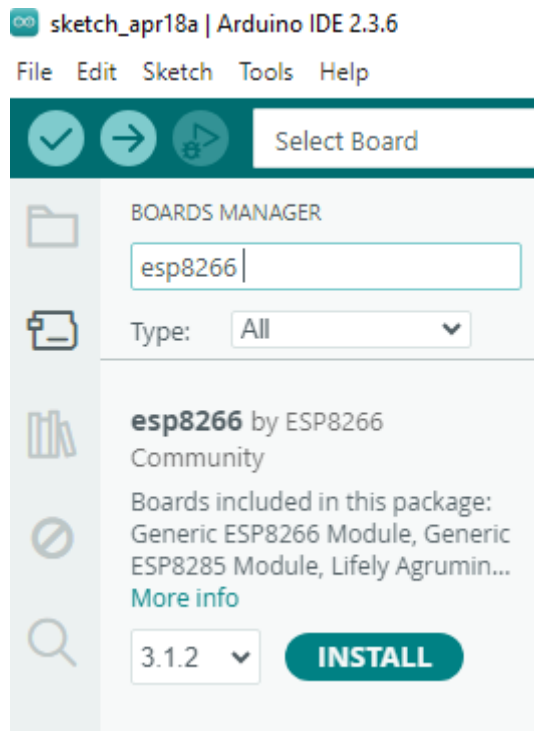 sketch_apr18a | Arduino IDE 2.3.6
File Edit Sketch Tools Help
Select Board
BOARDS MANAGER
esp8266
Type: All
esp8266 by ESP8266
Community
Boards included in this package:
Generic ESP8266 Module, Generic
ESP8285 Module, Lifely Agrumin...
More info
3.1.2 INSTALL